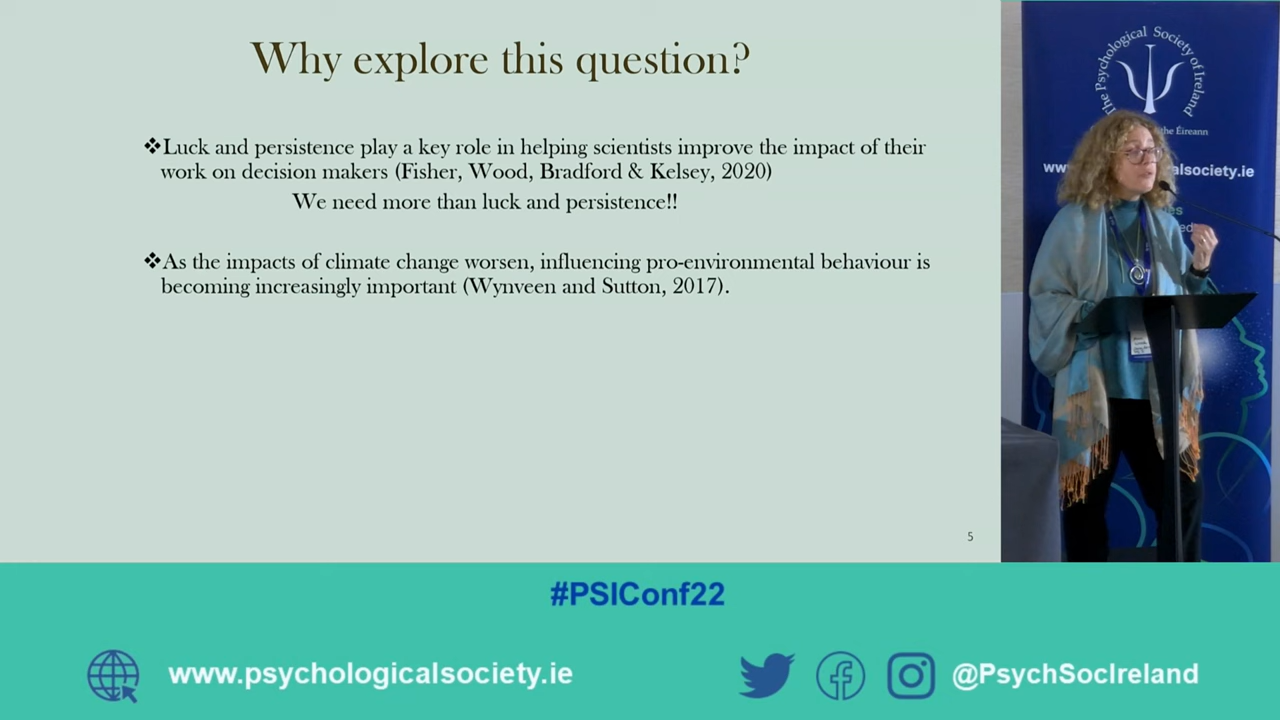 Why explore this question?
❖Luck and persistence play a key role in helping scientists improve the impact of their
work on decision makers (Fisher, Wood, Bradford & Kelsey, 2020)
We need more than luck and persistence!!
❖As the impacts of climate change worsen, influencing pro-environmental behaviour is
becoming increasingly important (Wynveen and Sutton, 2017).
5
The Psychological Society of Ireland
the Éireann
www
alsociety.ie
#PSIConf22
www.psychologicalsociety.ie
@PsychSocIreland